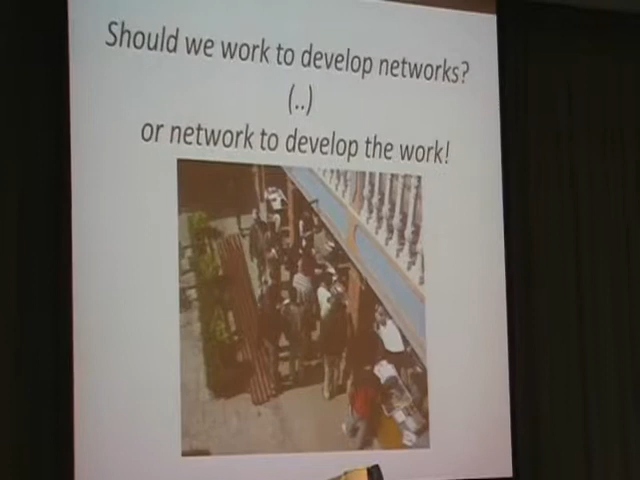 Should we work to develop networks?
(..)
or network to develop the work!